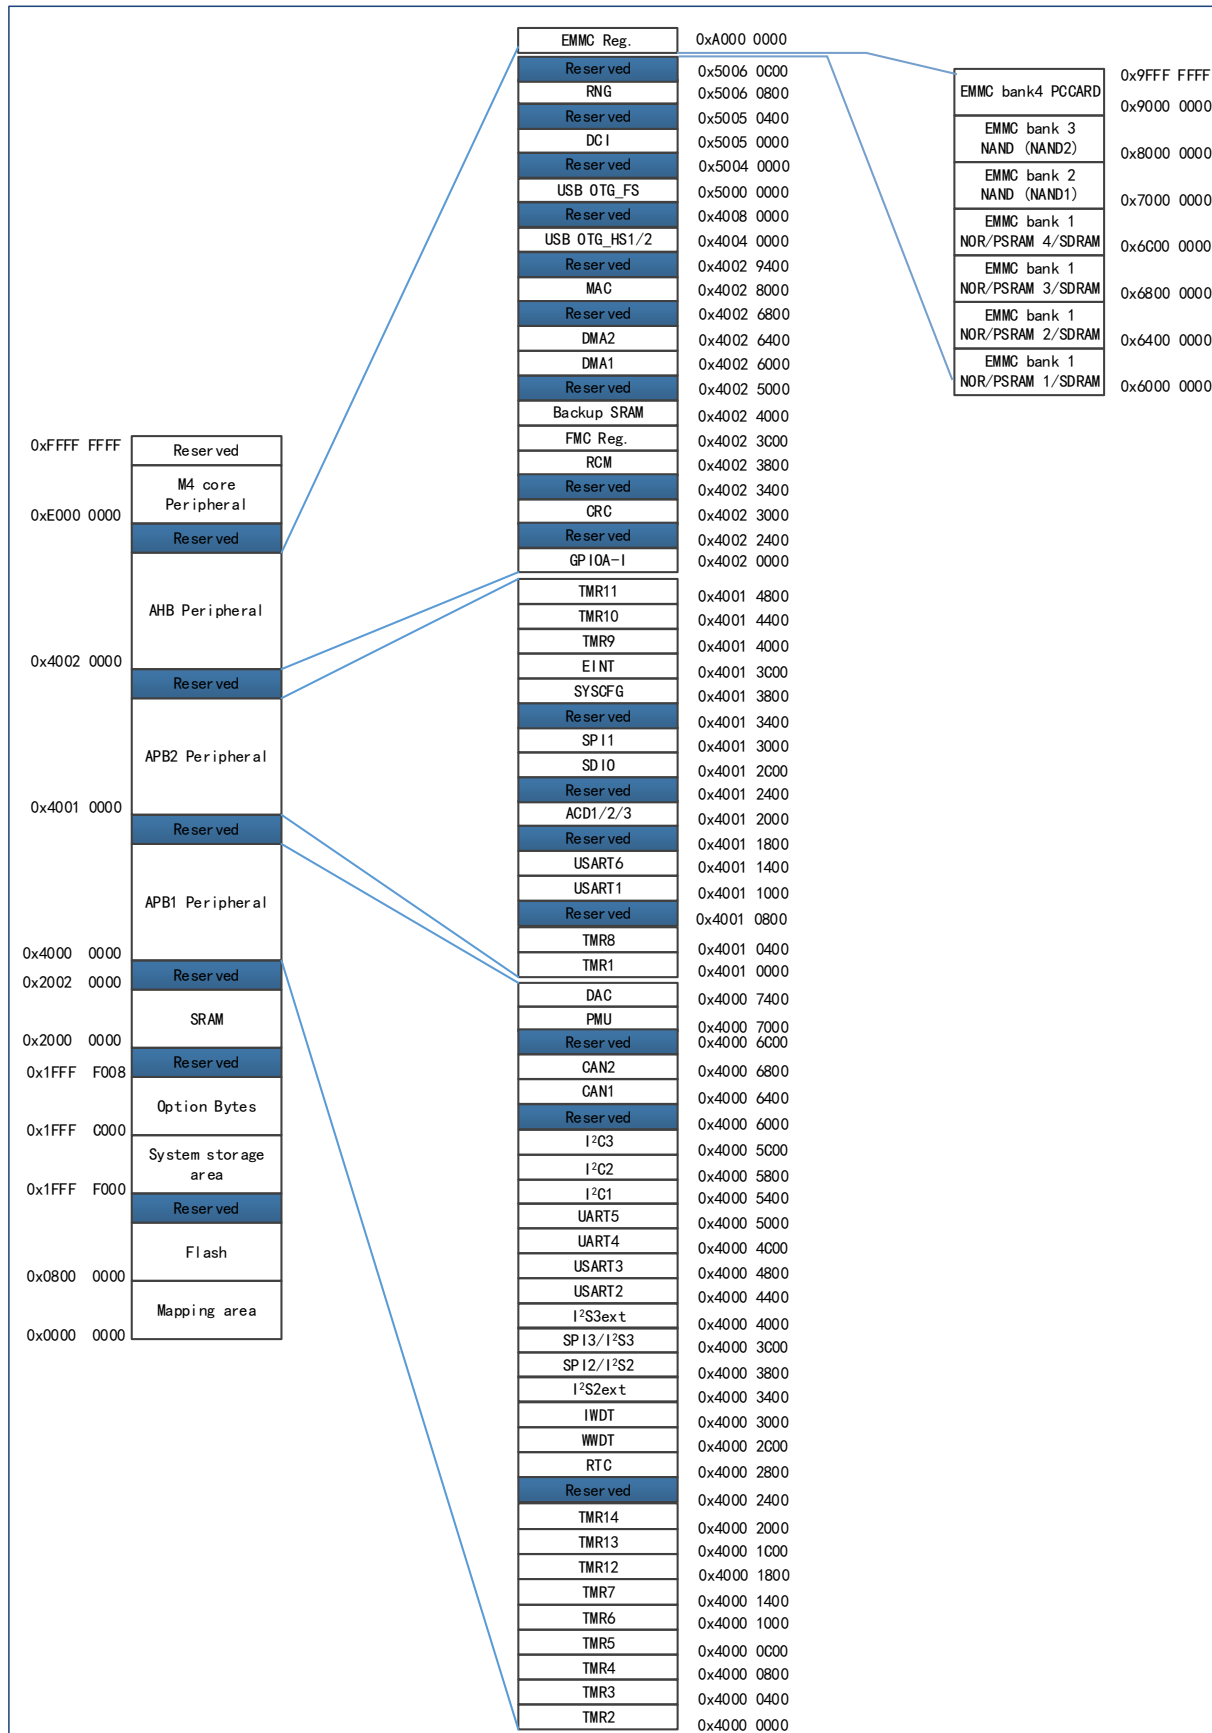 EMMC Reg. 0xA000 0000
Reserved 0x5006 0C00
RNG 0x5006 0800
Reserved 0x5005 0400
DCI 0x5005 0000
Reserved 0x5004 0000
USB OTG_FS 0x5000 0000
Reserved 0x4008 0000
USB OTG_HS1/2 0x4004 0000
Reserved 0x4002 9400
MAC 0x4002 8000
Reserved 0x4002 6800
DMA2 0x4002 6400
DMA1 0x4002 6000
Reserved 0x4002 5000
Backup SRAM 0x4002 4000
FMC Reg. 0x4002 3C00
RCM 0x4002 3800
Reserved 0x4002 3400
CRC 0x4002 3000
Reserved 0x4002 2400
GPIOA-I 0x4002 0000
TMR11 0x4001 4800
TMR10 0x4001 4400
TMR9 0x4001 4000
EINT 0x4001 3C00
SYSCFG 0x4001 3800
Reserved 0x4001 3400
SPI1 0x4001 3000
SDIO 0x4001 2C00
Reserved 0x4001 2400
ACD1/2/3 0x4001 2000
Reserved 0x4001 1800
USART6 0x4001 1400
USART1 0x4001 1000
Reserved 0x4001 0800
TMR8 0x4001 0400
TMR1 0x4001 0000
DAC 0x4000 7400
PMU 0x4000 7000
Reserved 0x4000 6C00
CAN2 0x4000 6800
CAN1 0x4000 6400
Reserved 0x4000 6000
I²C3 0x4000 5C00
I²C2 0x4000 5800
I²C1 0x4000 5400
UART5 0x4000 5000
UART4 0x4000 4C00
USART3 0x4000 4800
USART2 0x4000 4400
I²S3ext 0x4000 4000
SPI3/I²S3 0x4000 3C00
SPI2/I²S2 0x4000 3800
I²S2ext 0x4000 3400
IWDT 0x4000 3000
WWDT 0x4000 2C00
RTC 0x4000 2800
Reserved 0x4000 2400
TMR14 0x4000 2000
TMR13 0x4000 1C00
TMR12 0x4000 1800
TMR7 0x4000 1400
TMR6 0x4000 1000
TMR5 0x4000 0C00
TMR4 0x4000 0800
TMR3 0x4000 0400
TMR2 0x4000 0000
0x9FFF FFFF
EMMC bank4 PCCARD
0x9000 0000
EMMC bank 3
NAND (NAND2)
0x8000 0000
EMMC bank 2
NAND (NAND1)
0x7000 0000
EMMC bank 1
NOR/PSRAM 4/SDRAM
0x6C00 0000
EMMC bank 1
NOR/PSRAM 3/SDRAM
0x6800 0000
EMMC bank 1
NOR/PSRAM 2/SDRAM
0x6400 0000
EMMC bank 1
NOR/PSRAM 1/SDRAM
0x6000 0000
0xFFFF FFFF
Reserved
M4 core
Peripheral
0xE000 0000
Reserved
AHB Peripheral
0x4002 0000
Reserved
APB2 Peripheral
0x4001 0000
Reserved
APB1 Peripheral
0x4000 0000
Reserved
0x2002 0000
SRAM
0x2000 0000
Reserved
0x1FFF F008
Option Bytes
0x1FFF C000
System storage
area
0x1FFF F000
Reserved
Flash
0x0800 0000
Mapping area
0x0000 0000